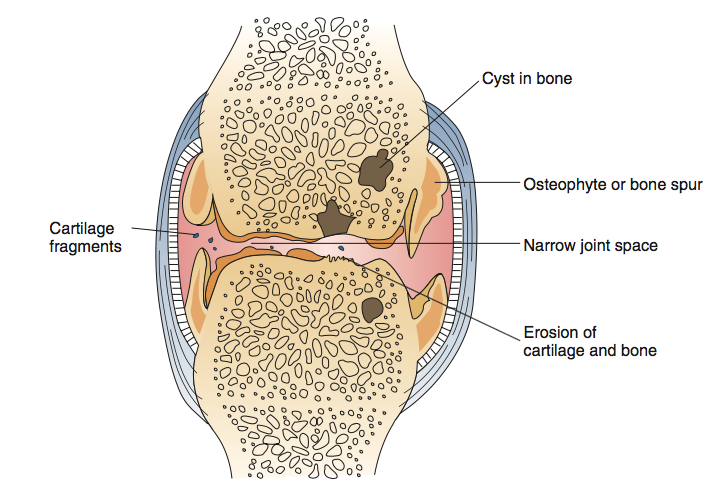 Cyst in bone
Osteophyte or bone spur
Cartilage
fragments
Narrow joint space
Erosion of
cartilage and bone